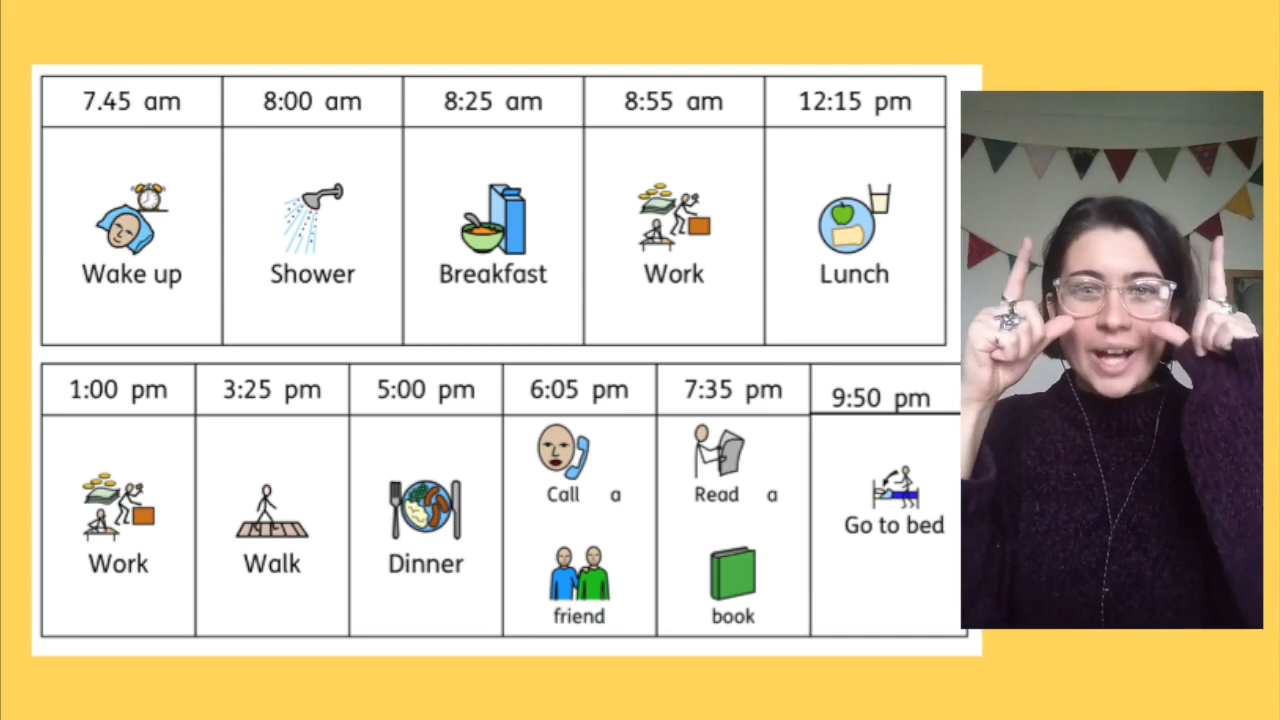 7.45 am 8:00 am 8:25 am 8:55 am 12:15 pm
Wake up Shower Breakfast Work Lunch
1:00 pm 3:25 pm 5:00 pm 6:05 pm 7:35 pm 9:50 pm
Call a Read a
Go to bed
Work Walk Dinner
friend book